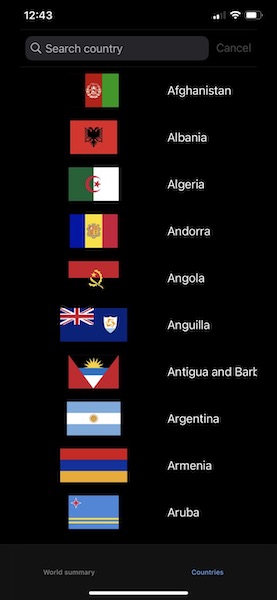 12:43
Search country
Cancel
Afghanistan
Albania
Algeria
Andorra
Angola
Anguilla
Antigua and Barb
Argentina
Armenia
Aruba
World summary
Countries